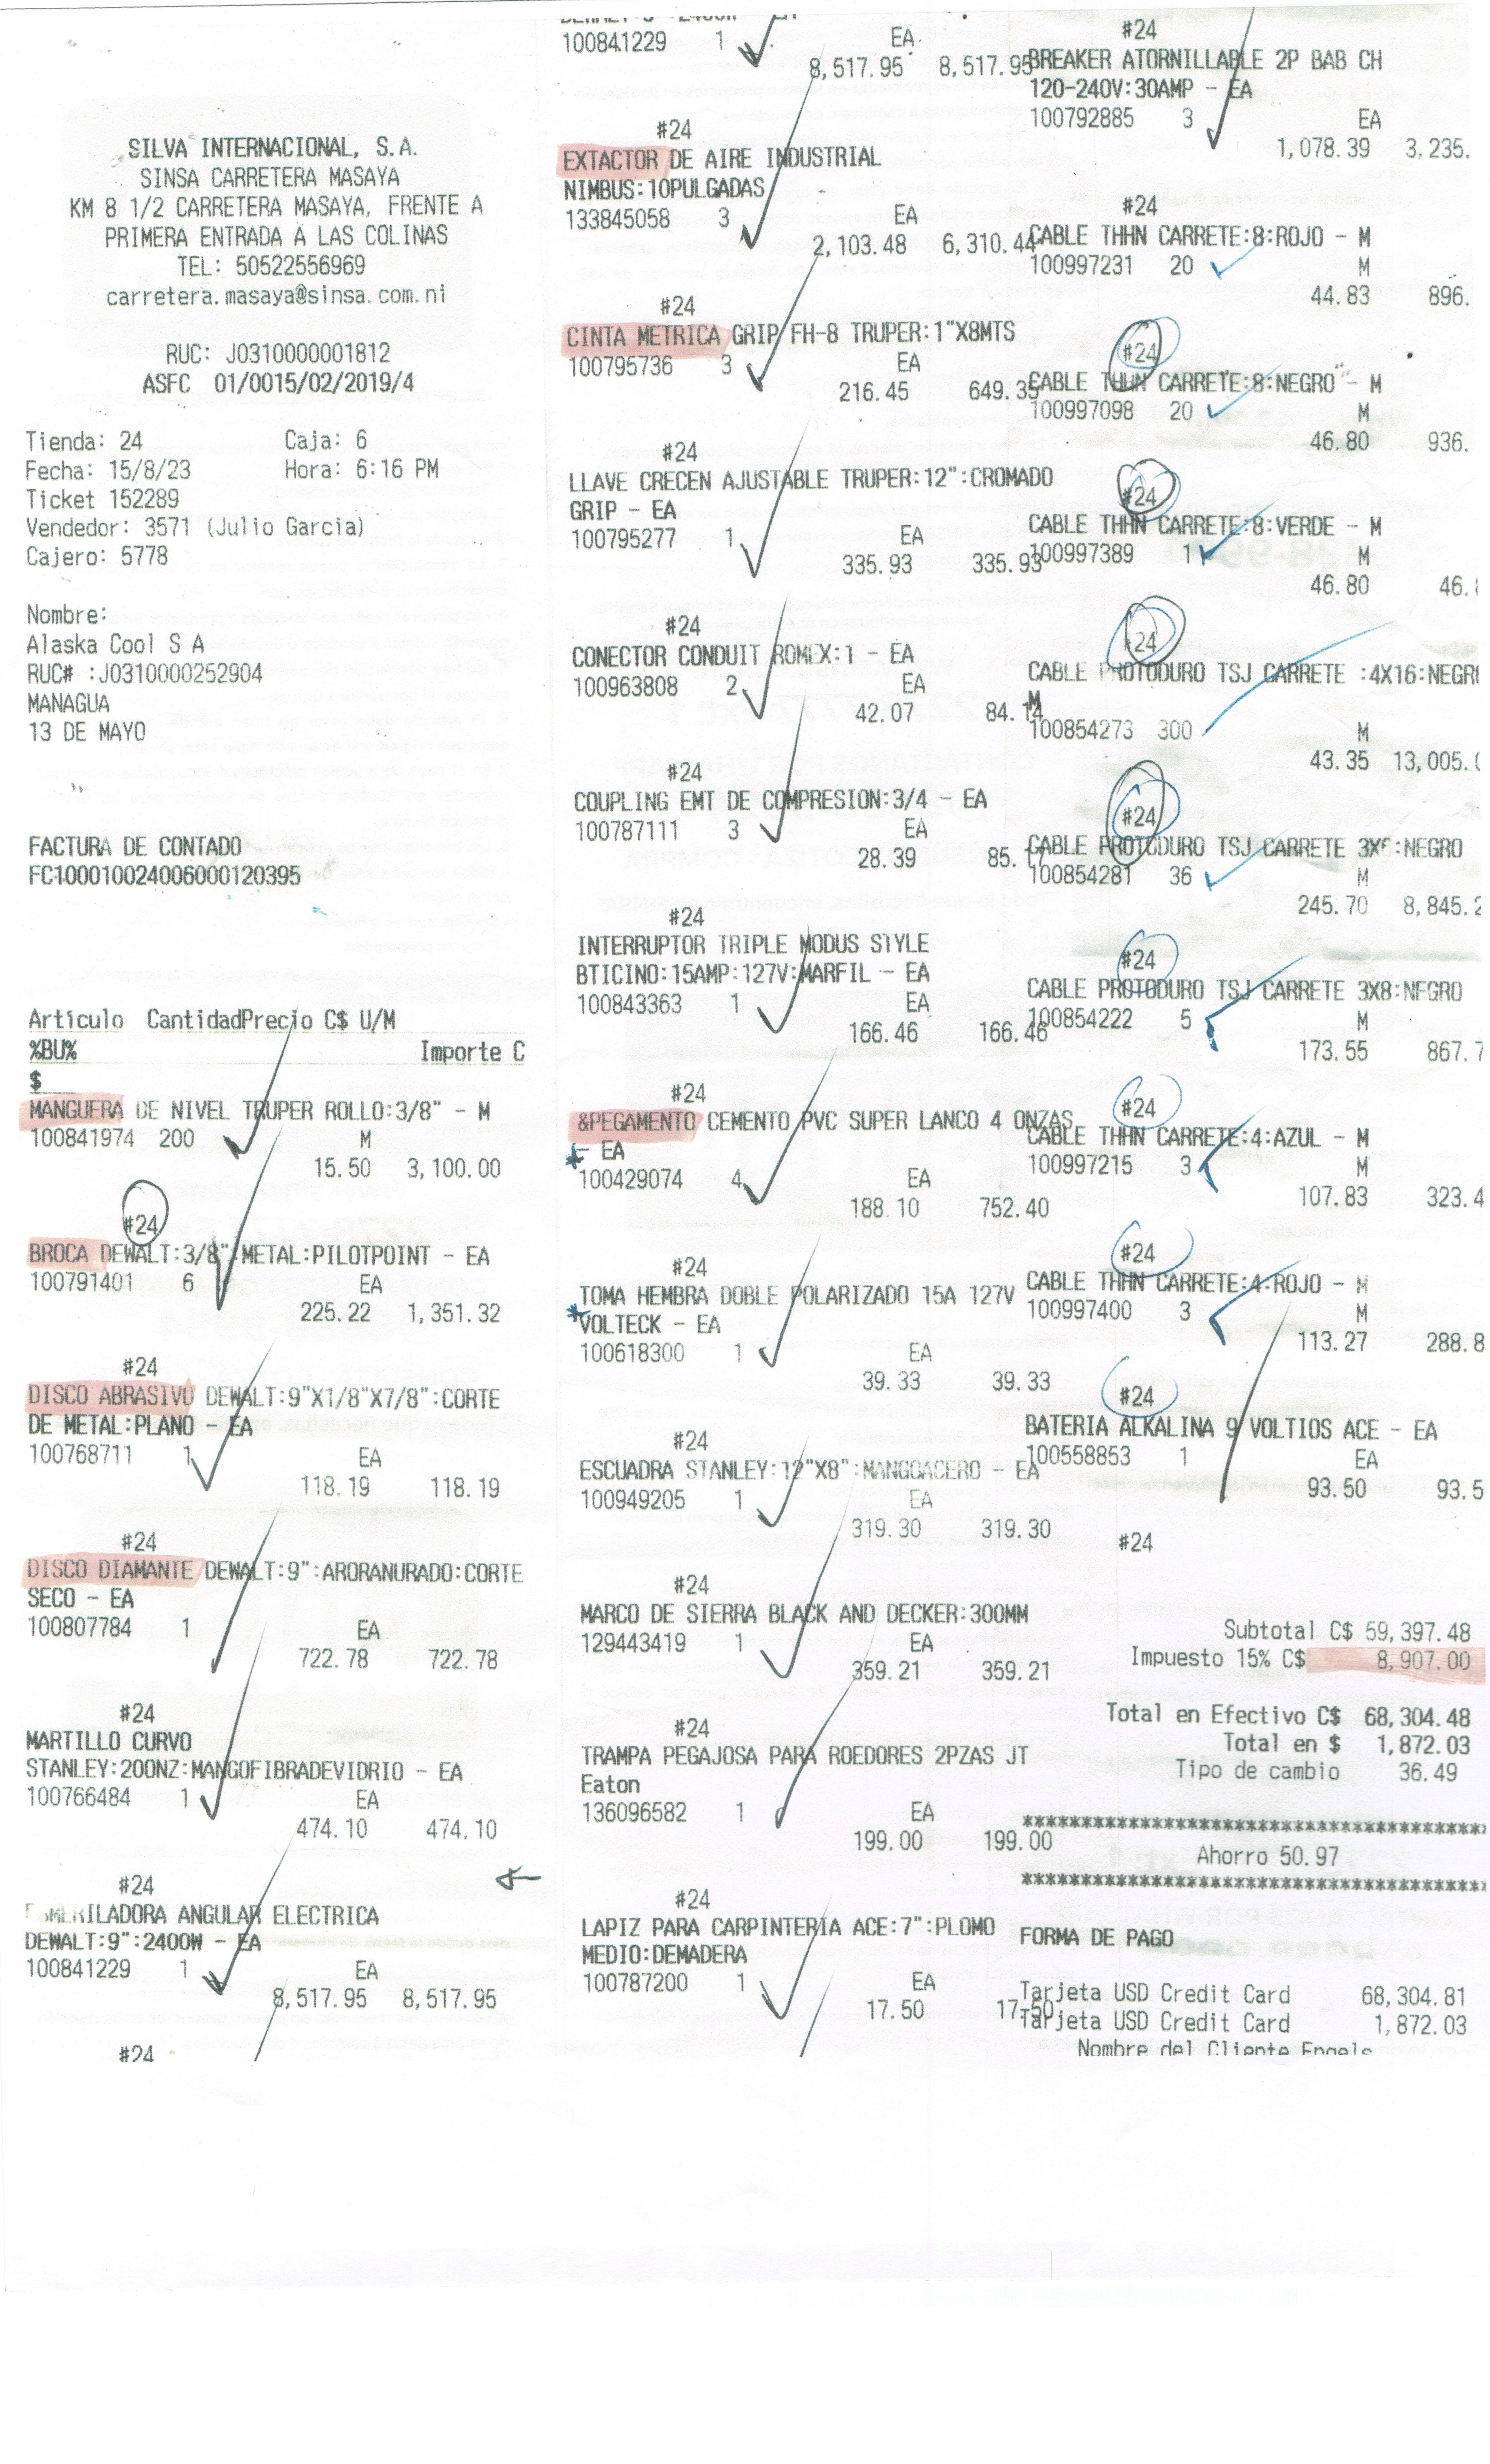 SILVA INTERNACIONAL, S.A.
SINSA CARRETERA MASAYA
KM 8 1/2 CARRETERA MASAYA, FRENTE A
PRIMERA ENTRADA A LAS COLINAS
TEL: 50522556969
carretera.masaya@sinsa.com.ni
RUC: J0310000001812
ASFC 01/0015/02/2019/4
Tienda: 24 Caja: 6
Fecha: 15/8/23 Hora: 6:16 PM
Ticket 152289
Vendedor: 3571 (Julio Garcia)
Cajero: 5778
Nombre:
Alaska Cool S A
RUC# :J0310000252904
MANAGUA
13 DE MAYO
FACTURA DE CONTADO
FC100010024006000120395
Articulo CantidadPrecio C$ U/M
%BU% Importe C
$
MANGUERA DE NIVEL TRUPER ROLLO:3/8" - M
100841974 200 M
15.50 3,100.00
#24
BROCA DEWALT:3/8":METAL:PILOTPOINT - EA
100791401 6 EA
225.22 1,351.32
#24
DISCO ABRASIVO DEWALT:9"X1/8"X7/8":CORTE
DE METAL:PLANO - EA
100768711 1 EA
118.19 118.19
#24
DISCO DIAMANTE DEWALT:9":ARORANURADO:CORTE
SECO - EA
100807784 1 EA
722.78 722.78
#24
MARTILLO CURVO
STANLEY:20ONZ:MANGOFIBRADEVIDRIO - EA
100766484 1 EA
474.10 474.10
#24
ESMERILADORA ANGULAR ELECTRICA
DEWALT:9":2400W - EA
100841229 1 EA
8,517.95 8,517.95
#24
100841229 1 EA
8,517.95 8,517.95
#24
EXTACTOR DE AIRE INDUSTRIAL
NIMBUS:10PULGADAS
133845058 3 EA
2,103.48 6,310.44
#24
CINTA METRICA GRIP FH-8 TRUPER:1"X8MTS
100795736 3 EA
216.45 649.35
#24
LLAVE CRECEN AJUSTABLE TRUPER:12":CROMADO
GRIP - EA
100795277 1 EA
335.93 335.93
#24
CONECTOR CONDUIT ROMEX:1 - EA
100963808 2 EA
42.07 84.14
#24
COUPLING EMT DE COMPRESION:3/4 - EA
100787111 3 EA
28.39 85.17
#24
INTERRUPTOR TRIPLE MODUS STYLE
BTICINO:15AMP:127V:MARFIL - EA
100843363 1 EA
166.46 166.46
#24
&PEGAMENTO CEMENTO PVC SUPER LANCO 4 ONZAS
- EA
100429074 4 EA
188.10 752.40
#24
TOMA HEMBRA DOBLE POLARIZADO 15A 127V
VOLTECK - EA
100618300 1 EA
39.33 39.33
#24
ESCUADRA STANLEY:12"X8":MANGOACERO - EA
100949205 1 EA
319.30 319.30
#24
MARCO DE SIERRA BLACK AND DECKER:300MM
129443419 1 EA
359.21 359.21
#24
TRAMPA PEGAJOSA PARA ROEDORES 2PZAS JT
Eaton
136096582 1 EA
199.00 199.00
#24
LAPIZ PARA CARPINTERIA ACE:7":PLOMO
MEDIO:DEMADERA
100787200 1 EA
17.50 17.50
#24
BREAKER ATORNILLABLE 2P BAB CH
120-240V:30AMP - EA
100792885 3 EA
1,078.39 3,235.
#24
CABLE THHN CARRETE:8:ROJO - M
100997231 20 M
44.83 896.
#24
CABLE THHN CARRETE:8:NEGRO - M
100997098 20 M
46.80 936.
#24
CABLE THHN CARRETE:8:VERDE - M
100997389 1 M
46.80 46.
#24
CABLE PROTODURO TSJ CARRETE :4X16:NEGR
M
100854273 300 M
43.35 13,005.
#24
CABLE PROTODURO TSJ CARRETE 3X6:NEGRO
100854281 36 M
245.70 8,845.2
#24
CABLE PROTODURO TSJ CARRETE 3X8:NEGRO
100854222 5 M
173.55 867.7
#24
CABLE THHN CARRETE:4:AZUL - M
100997215 3 M
107.83 323.4
#24
CABLE THHN CARRETE:4:ROJO - M
100997400 3 M
113.27 288.8
#24
BATERIA ALKALINA 9 VOLTIOS ACE - EA
100558853 1 EA
93.50 93.5
#24
Subtotal C$ 59,397.48
Impuesto 15% C$ 8,907.00
Total en Efectivo C$ 68,304.48
Total en $ 1,872.03
Tipo de cambio 36.49
****************************************
Ahorro 50.97
****************************************
FORMA DE PAGO
Tarjeta USD Credit Card 68,304.81
Tarjeta USD Credit Card 1,872.03
Nombre del Cliente Engels